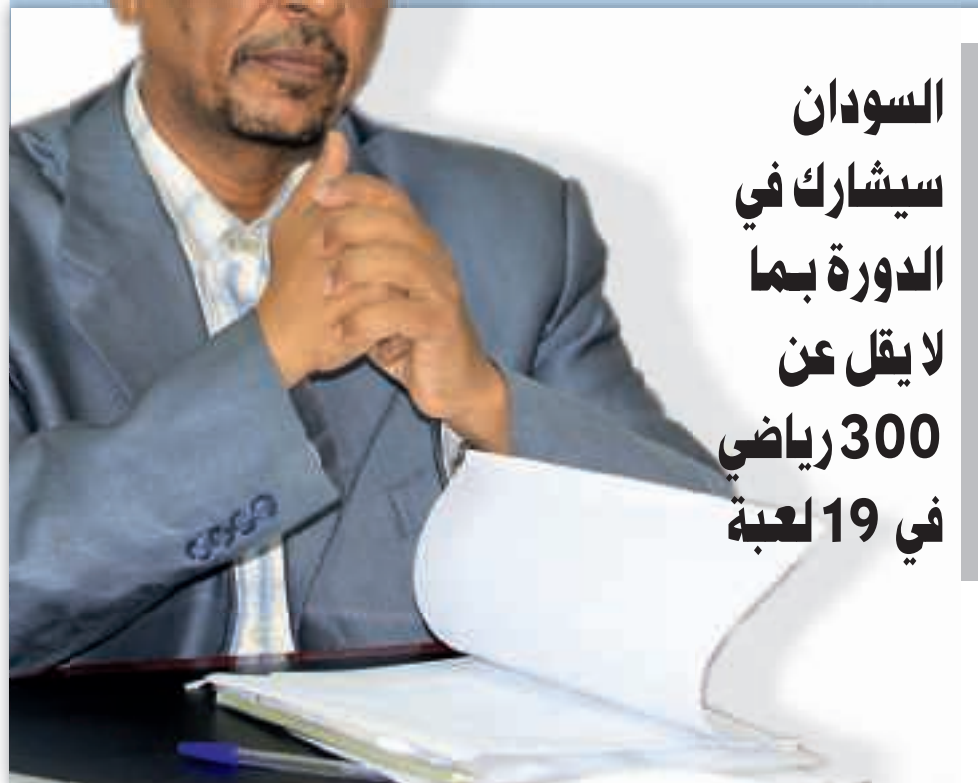 السودان
سيشارك في
الدورة بما
لا يقل عن
300 رياضي
في 19 لعبة